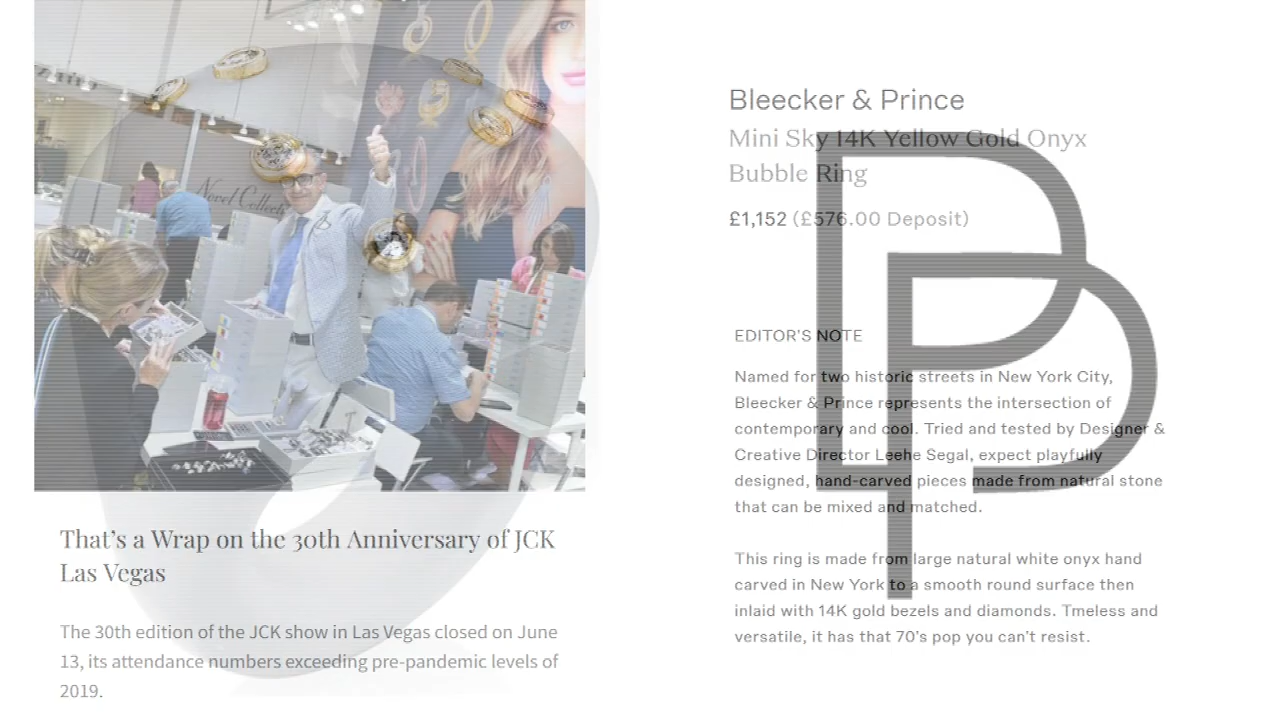 Novel Collec
That's a Wrap on the 30th Anniversary of JCK
Las Vegas
The 30th edition of the JCK show in Las Vegas closed on June
13, its attendance numbers exceeding pre-pandemic levels of
2019.
Bleecker & Prince
Mini Sky 14K Yellow Gold Onyx
Bubble Ring
£1,152 (£576.00 Deposit)
EDITOR'S NOTE
Named for two historic streets in New York City,
Bleecker & Prince represents the intersection of
contemporary and cool. Tried and tested by Designer &
Creative Director Leehe Segal, expect playfully
designed, hand-carved pieces made from natural stone
that can be mixed and matched.
This ring is made from large natural white onyx hand
carved in New York to a smooth round surface then
inlaid with 14K gold bezels and diamonds. Tmeless and
versatile, it has that 70's pop you can't resist.